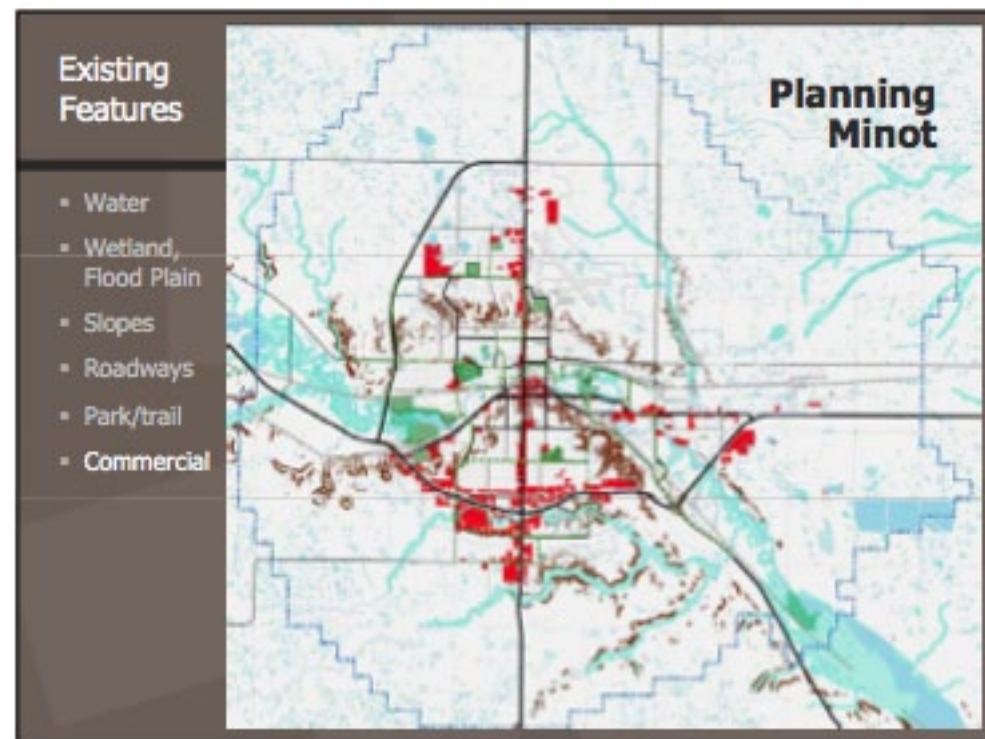 Existing
Features
Planning
Minot
▪ Water
▪ Wetland,
Flood Plain
▪ Slopes
▪ Roadways
▪ Park/trail
▪ Commercial